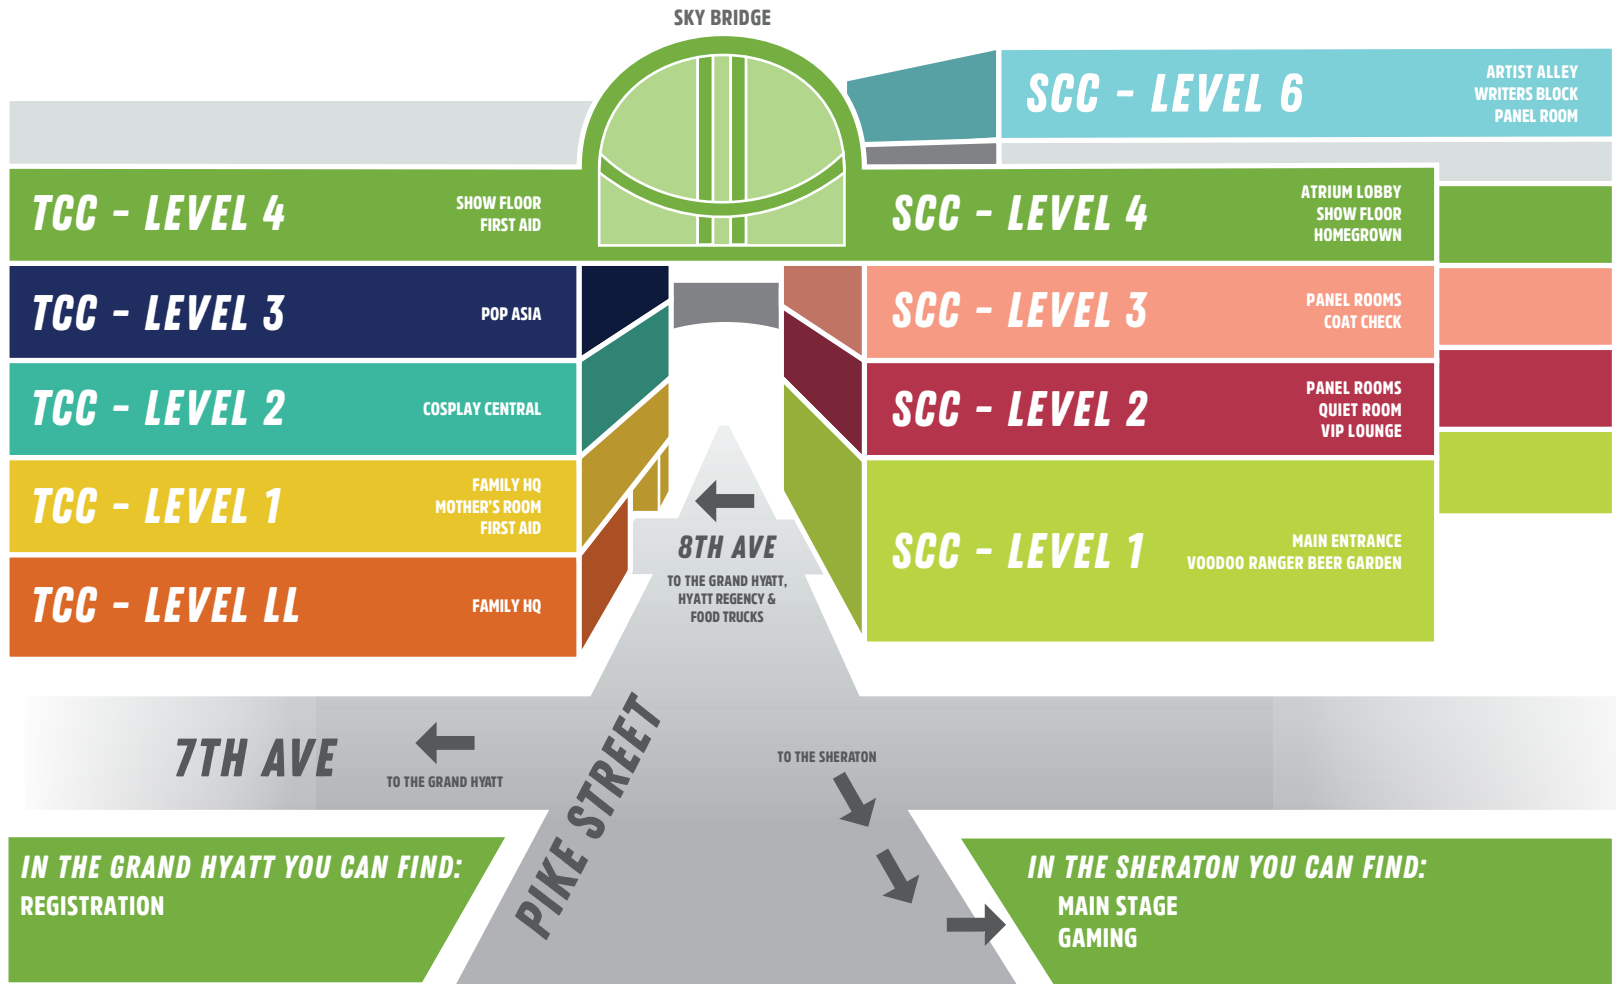 SKY BRIDGE
SCC - LEVEL 6
ARTIST ALLEY
WRITERS BLOCK
PANEL ROOM
TCC - LEVEL 4
SHOW FLOOR
FIRST AID
SCC - LEVEL 4
ATRIUM LOBBY
SHOW FLOOR
HOMEGROWN
TCC - LEVEL 3
POP ASIA
SCC - LEVEL 3
PANEL ROOMS
COAT CHECK
TCC - LEVEL 2
COSPLAY CENTRAL
SCC - LEVEL 2
PANEL ROOMS
QUIET ROOM
VIP LOUNGE
TCC - LEVEL 1
FAMILY HQ
MOTHER'S ROOM
FIRST AID
SCC - LEVEL 1
MAIN ENTRANCE
VOODOO RANGER BEER GARDEN
TCC - LEVEL LL
FAMILY HQ
8TH AVE
TO THE GRAND HYATT,
HYATT REGENCY &
FOOD TRUCKS
7TH AVE
TO THE GRAND HYATT
PIKE STREET
TO THE SHERATON
IN THE GRAND HYATT YOU CAN FIND:
REGISTRATION
IN THE SHERATON YOU CAN FIND:
MAIN STAGE
GAMING